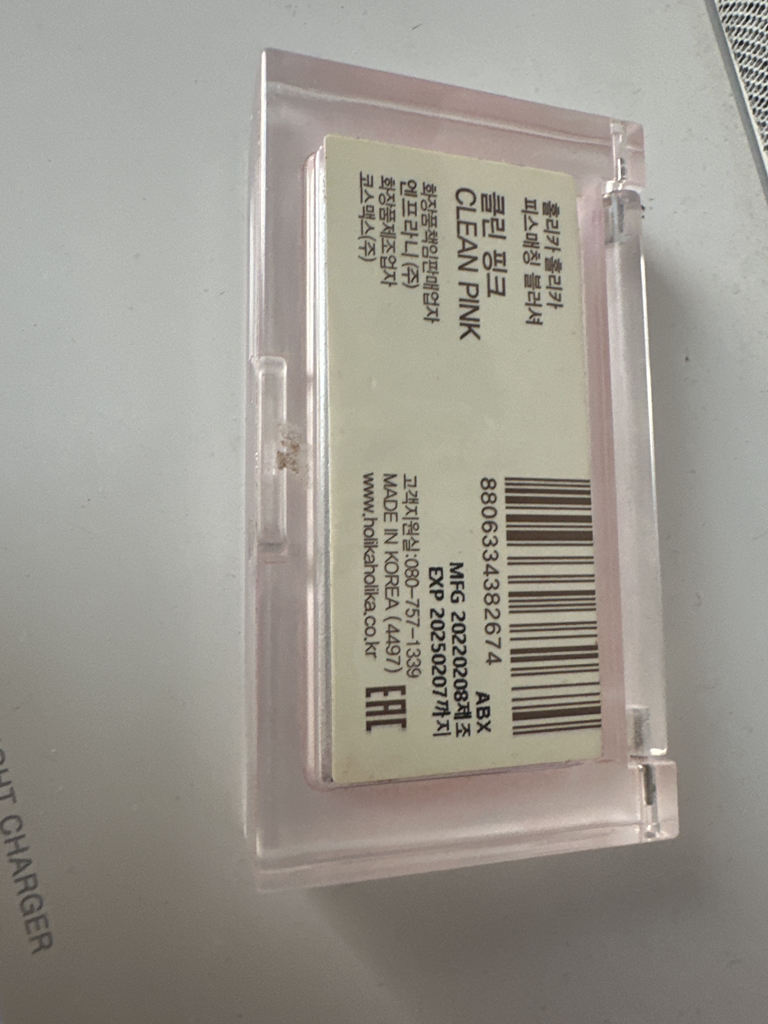 홀리카 홀리카
피스매칭 블러셔
클린 핑크
CLEAN PINK
화장품책임판매업자
엔프라니(주)
화장품제조업자
코스맥스(주)
8806334382674
ABX
MFG 20220208제조
EXP 20250207까지
고객지원실:080-757-1339
MADE IN KOREA (4497)
www.holikaholika.co.kr
EAC
CHARGER